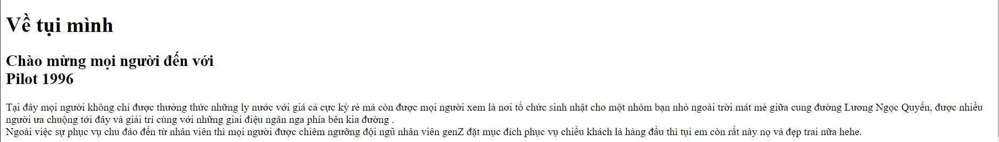 Về tụi mình
Chào mừng mọi người đến với
Pilot 1996
Tại đây mọi người không chỉ được thưởng thức những ly nước với giá cả cực kỳ rẻ mà còn được mọi người xem là nơi tổ chức sinh nhật cho một nhóm bạn nhỏ ngoài trời mát mẻ giữa cung đường Lương Ngọc Quyến, được nhiều
người ưa chuộng tới đây và giải trí cùng với những giai điệu ngân nga phía bên kia đường .
Ngoài việc sự phục vụ chu đáo đến từ nhân viên thì mọi người được chiêm ngưỡng đội ngũ nhân viên genZ đặt mục đích phục vụ chiều khách là hàng đầu thì tụi em còn rất này nọ và đẹp trai nữa hehe.